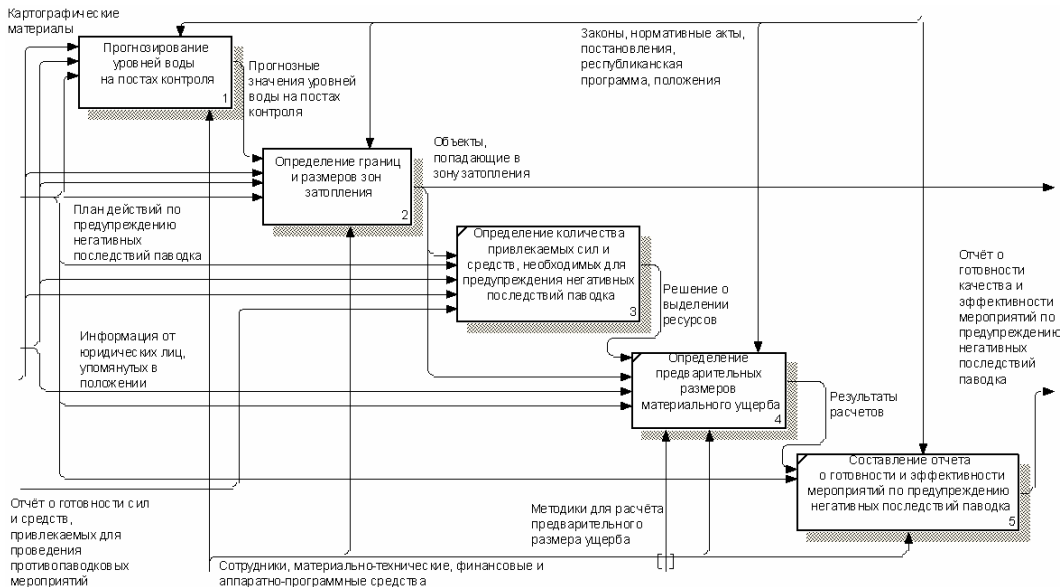 Картографические
материалы
Прогнозирование
уровней воды
на постах контроля
1
Прогнозные
значения уровней
воды на постах
контроля
Законы, нормативные акты,
постановления,
республиканская
программа, положения
Определение границ
и размеров зон
затопления
2
Объекты,
попадающие в
зону затопления
План действий по
предупреждению
негативных
последствий паводка
Определение количества
привлекаемых сил и
средств, необходимых для
предупреждения негативных
последствий паводка
3
Решение о
выделении
ресурсов
Отчёт о
готовности
качества и
эффективности
мероприятий по
предупреждению
негативных
последствий
паводка
Информация от
юридических лиц,
упомянутых в
положении
Определение
предварительных
размеров
материального ущерба
4
Результаты
расчетов
Составление отчета
о готовности и эффективности
мероприятий по предупреждению
негативных последствий паводка
5
Отчёт о готовности сил
и средств,
привлекаемых для
проведения
противопаводковых
мероприятий
Методики для расчёта
предварительного
размера ущерба
Сотрудники, материально-технические, финансовые и
аппаратно-программные средства